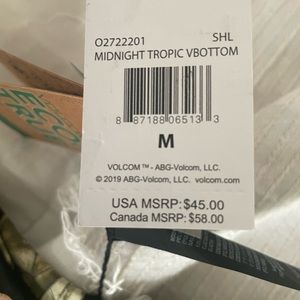 O2722201 SHL
MIDNIGHT TROPIC VBOTTOM
8 87188 06513 3
M
VOLCOM™ - ABG-Volcom, LLC.
© 2019 ABG-Volcom, LLC. volcom.com
USA MSRP: $45.00
Canada MSRP: $58.00